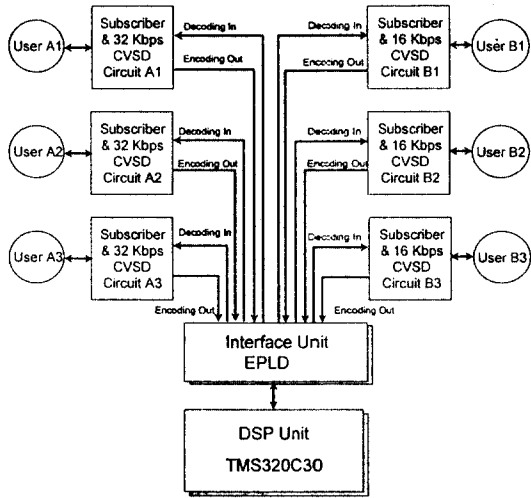 User A1
Subscriber
& 32 Kbps
CVSD
Circuit A1
Decoding In
Encoding Out
Decoding In
Encoding Out
Subscriber
& 16 Kbps
CVSD
Circuit B1
User B1
User A2
Subscriber
& 32 Kbps
CVSD
Circuit A2
Decoding In
Encoding Out
Decoding In
Encoding Out
Subscriber
& 16 Kbps
CVSD
Circuit B2
User B2
User A3
Subscriber
& 32 Kbps
CVSD
Circuit A3
Decoding In
Encoding Out
Decoding In
Encoding Out
Subscriber
& 16 Kbps
CVSD
Circuit B3
User B3
Interface Unit
EPLD
DSP Unit
TMS320C30